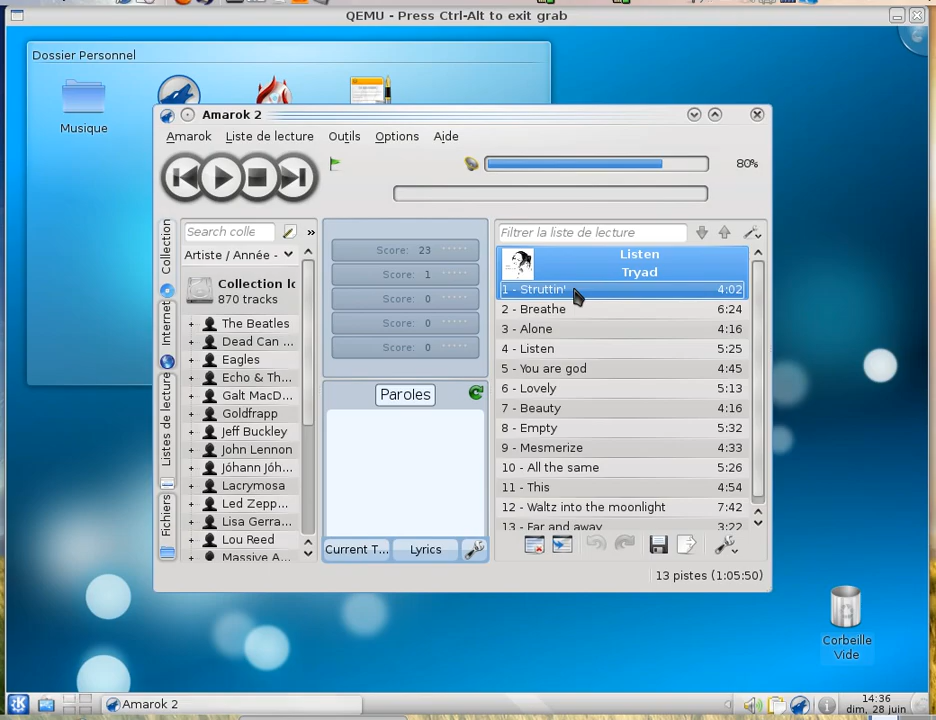 QEMU - Press Ctrl-Alt to exit grab
Dossier Personnel
Musique
Amarok 2
Amarok Liste de lecture Outils Options Aide
80%
Collection
Internet
Listes de lecture
Fichiers
Search colle
»
Artiste / Année -
Collection lc
870 tracks
+ The Beatles
+ Dead Can ...
+ Eagles
+ Echo & Th...
+ Galt MacD...
+ Goldfrapp
+ Jeff Buckley
+ John Lennon
+ Jóhann Jóh...
+ Lacrymosa
+ Led Zepp...
+ Lisa Gerra...
+ Lou Reed
+ Massive A...
Score: 23
Score: 1
Score: 0
Score: 0
Score: 0
Paroles
Current T...
Lyrics
Filtrer la liste de lecture
Listen
Tryad
1 - Struttin' 4:02
2 - Breathe 6:24
3 - Alone 4:16
4 - Listen 5:25
5 - You are god 4:45
6 - Lovely 5:13
7 - Beauty 4:16
8 - Empty 5:32
9 - Mesmerize 4:33
10 - All the same 5:26
11 - This 4:54
12 - Waltz into the moonlight 7:42
13 - Far and away 3:22
13 pistes (1:05:50)
Corbeille
Vide
Amarok 2
14:36
dim, 28 juin